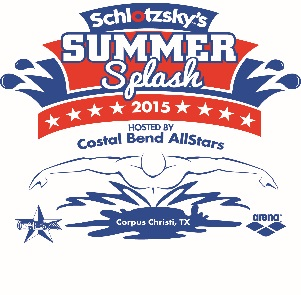 Schlotzsky's
SUMMER
Splash
2015
HOSTED BY
Costal Bend AllStars
Corpus Christi, TX
arena